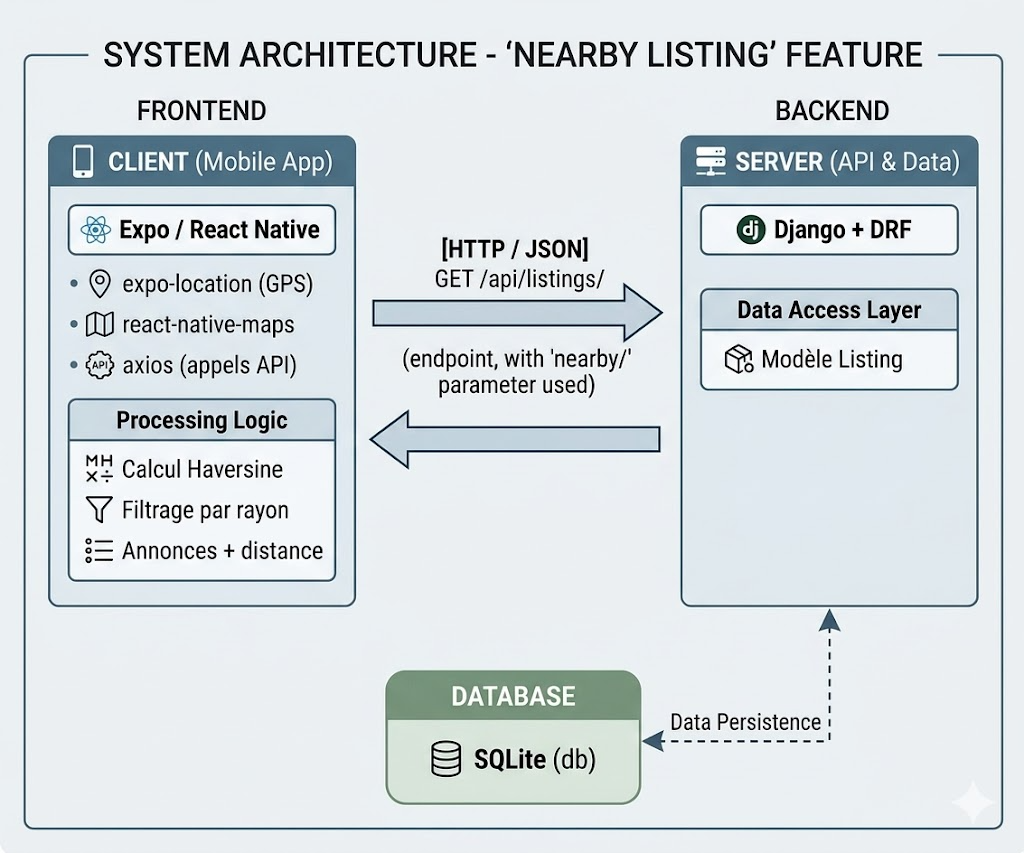 SYSTEM ARCHITECTURE - ‘NEARBY LISTING’ FEATURE
FRONTEND
CLIENT (Mobile App)
Expo / React Native
• expo-location (GPS)
• react-native-maps
• API axios (appels API)
Processing Logic
MH
×÷ Calcul Haversine
Filtrage par rayon
Annonces + distance
[HTTP / JSON]
GET /api/listings/
(endpoint, with 'nearby/'
parameter used)
BACKEND
SERVER (API & Data)
dj Django + DRF
Data Access Layer
Modèle Listing
DATABASE
SQLite (db)
Data Persistence